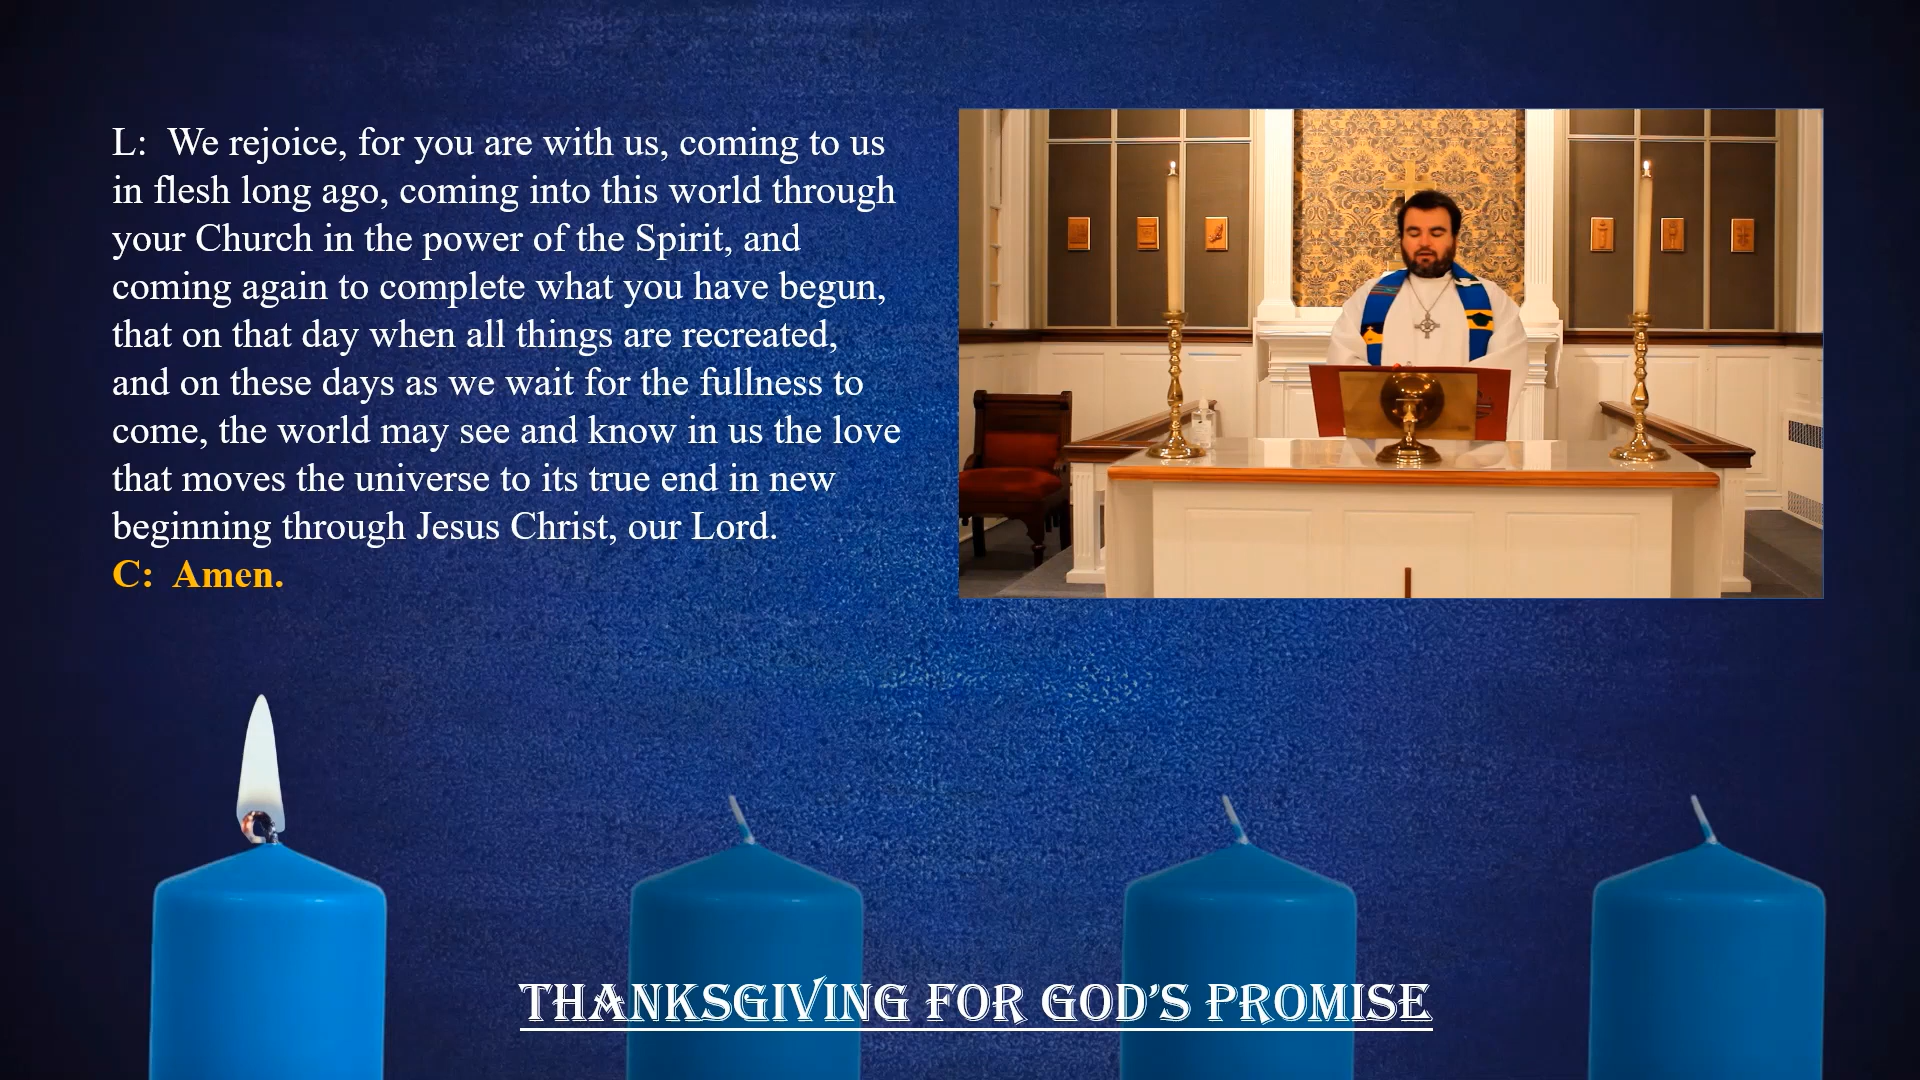 L:  We rejoice, for you are with us, coming to us
in flesh long ago, coming into this world through
your Church in the power of the Spirit, and
coming again to complete what you have begun,
that on that day when all things are recreated,
and on these days as we wait for the fullness to
come, the world may see and know in us the love
that moves the universe to its true end in new
beginning through Jesus Christ, our Lord.
C:  Amen.
THANKSGIVING FOR GOD’S PROMISE